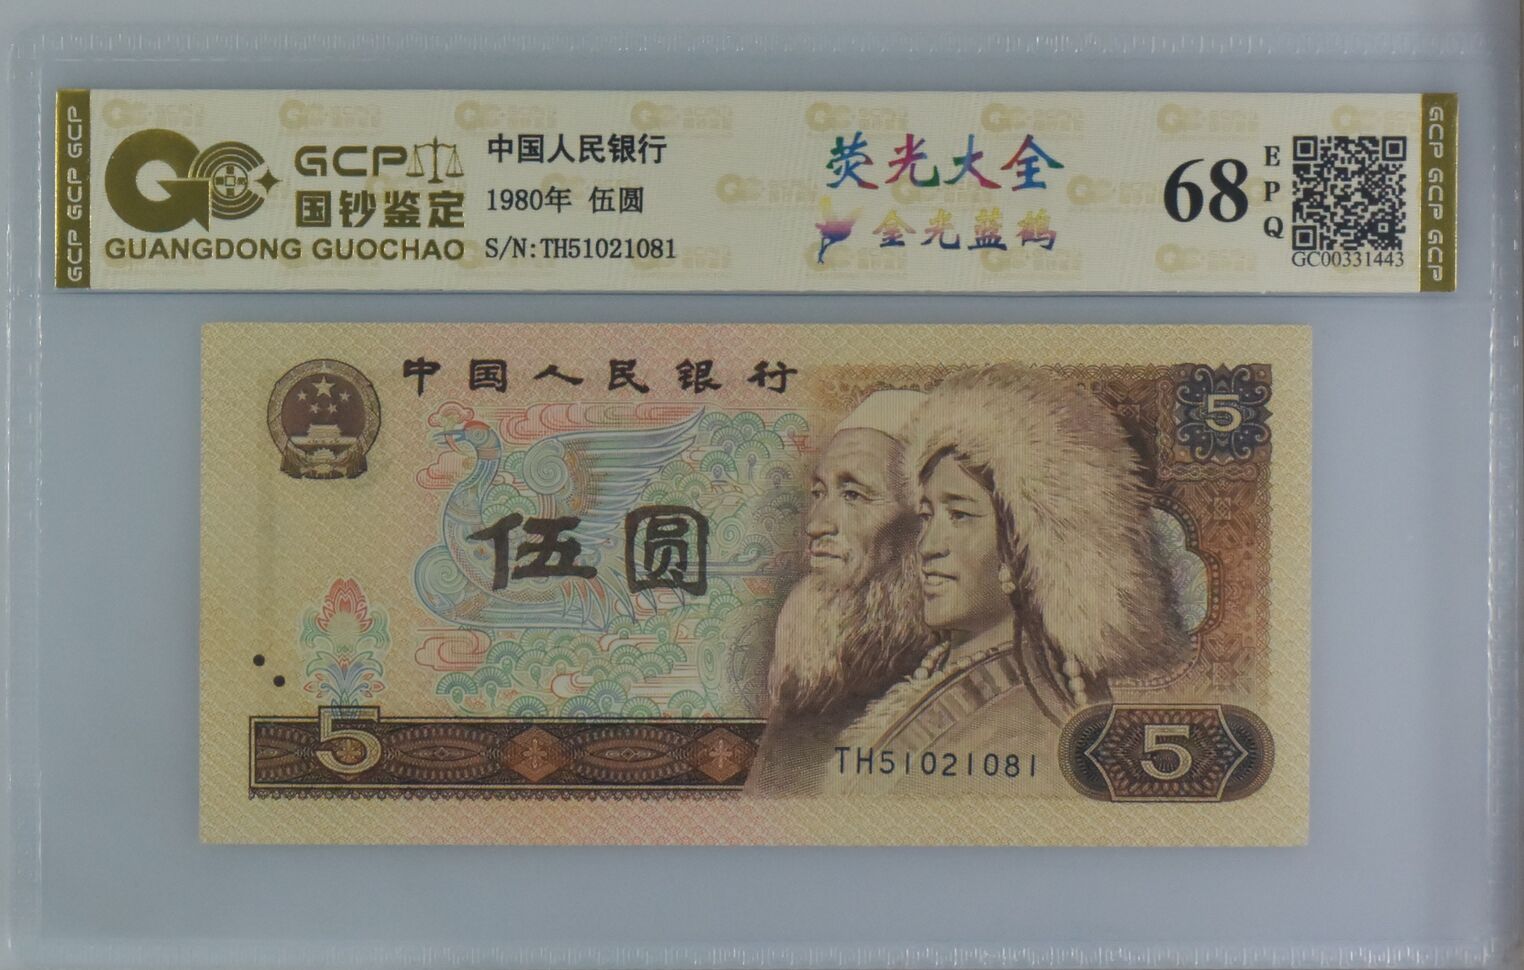 GCP GCP GCP
GCP
国钞鉴定
GUANGDONG GUOCHAO
中国人民银行
1980年 伍圆
S/N:TH51021081
荧光大全
金光蓝鹤
68
EPQ
GC00331443
GCP GCP GCP
中国人民银行
5
伍圆
5
TH51021081
5